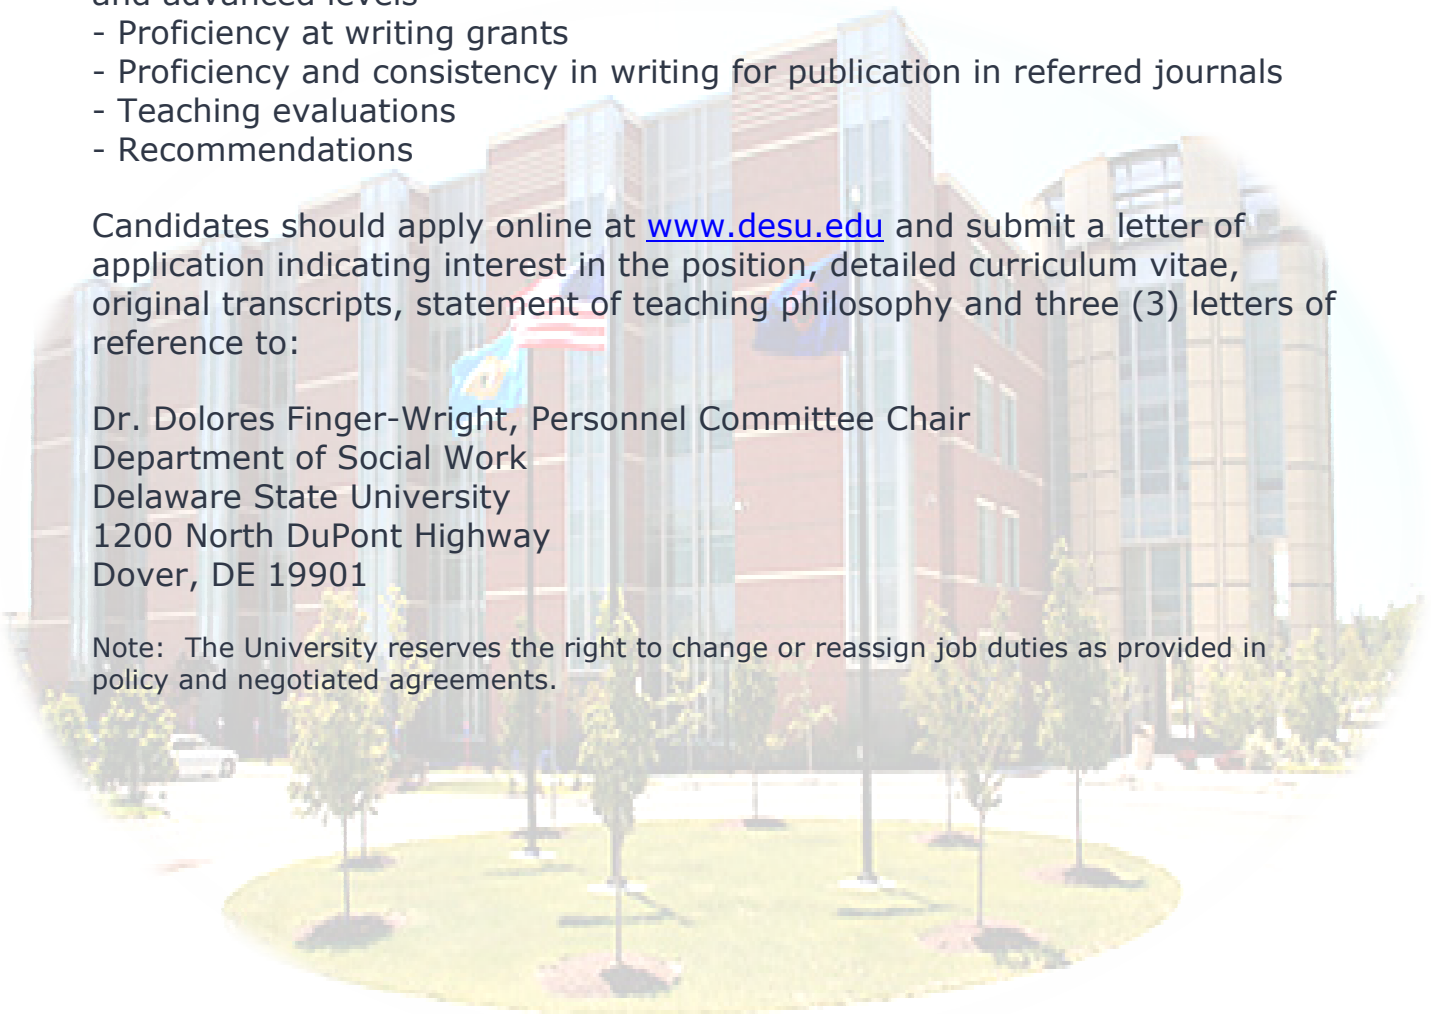 and advanced levels
- Proficiency at writing grants
- Proficiency and consistency in writing for publication in referred journals
- Teaching evaluations
- Recommendations
Candidates should apply online at www.desu.edu and submit a letter of
application indicating interest in the position, detailed curriculum vitae,
original transcripts, statement of teaching philosophy and three (3) letters of
reference to:
Dr. Dolores Finger-Wright, Personnel Committee Chair
Department of Social Work
Delaware State University
1200 North DuPont Highway
Dover, DE 19901
Note:  The University reserves the right to change or reassign job duties as provided in
policy and negotiated agreements.